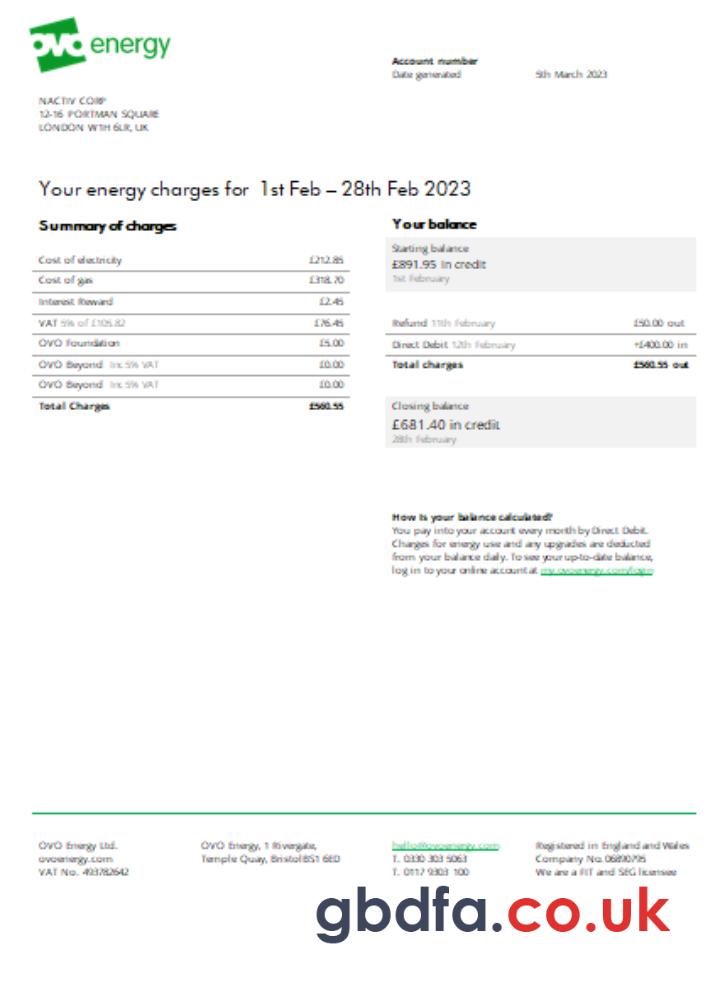 ovo energy
Account number
Date generated 5th March 2023
NACTIV CORP
12-16 PORTMAN SQUARE
LONDON W1H 6LR, UK
Your energy charges for 1st Feb – 28th Feb 2023
Summary of charges
Cost of electricity £212.85
Cost of gas £318.70
Interest Reward £2.45
VAT 5% of £105.82 £76.45
OVO Foundation £5.00
OVO Beyond Inc.5% VAT £0.00
OVO Beyond Inc.5% VAT £0.00
Total Charges £560.55
Your balance
Starting balance
£891.95 in credit
1st February
Refund 11th February £50.00 out
Direct Debit 12th February +£400.00 in
Total charges £560.55 out
Closing balance
£681.40 in credit
28th February
How is your balance calculated?
You pay into your account every month by Direct Debit.
Charges for energy use and any upgrades are deducted
from your balance daily. To see your up-to-date balance,
log in to your online account at my.ovoenergy.com/login
OVO Energy Ltd.
ovoenergy.com
VAT No. 493782642
OVO Energy, 1 Rivergate,
Temple Quay, Bristol BS1 6ED
hello@ovoenergy.com
T. 0330 303 5063
T. 0117 9303 100
Registered in England and Wales
Company No. 06890795
We are a FIT and SEG licensee
gbdfa.co.uk